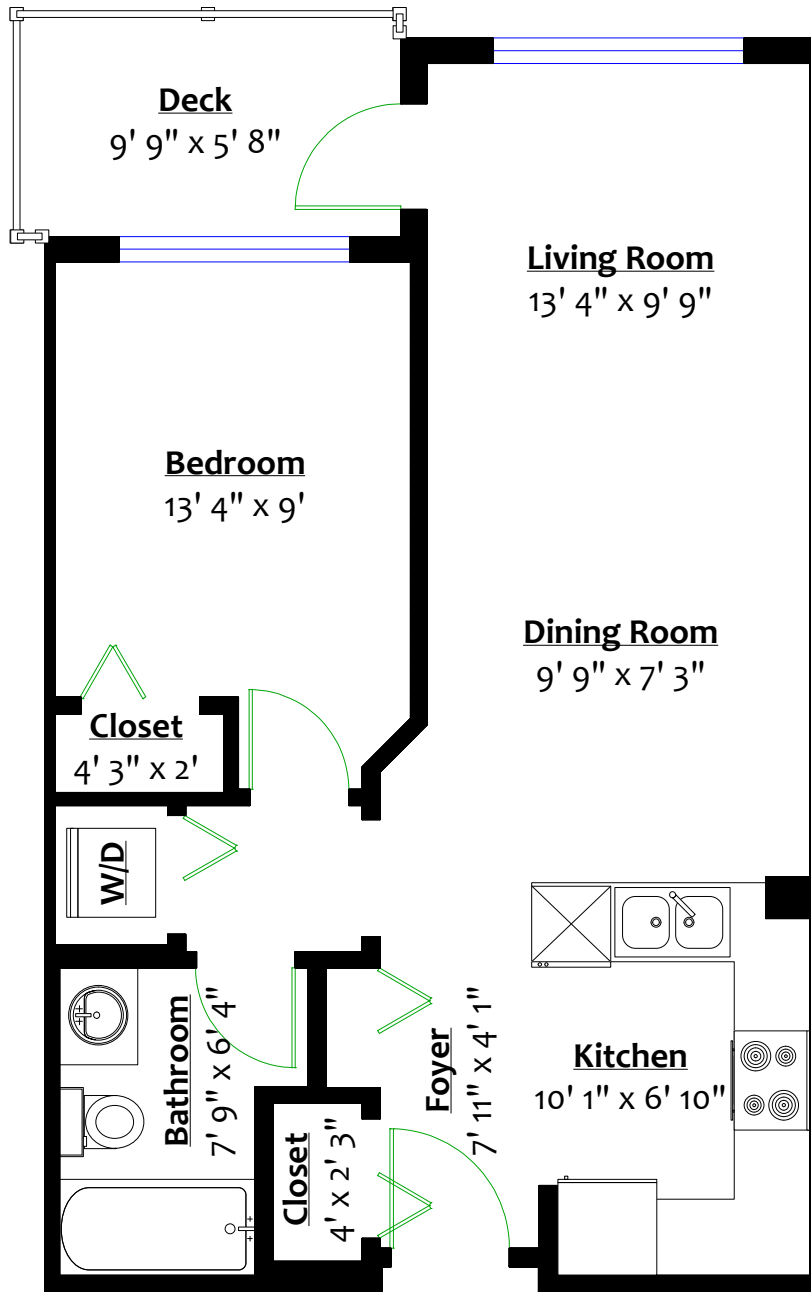 Deck
9' 9" x 5' 8"
Living Room
13' 4" x 9' 9"
Bedroom
13' 4" x 9'
Dining Room
9' 9" x 7' 3"
Closet
4' 3" x 2'
W/D
Bathroom
7' 9" x 6' 4"
Foyer
7' 11" x 4' 1"
Kitchen
10' 1" x 6' 10"
Closet
4' x 2' 3"